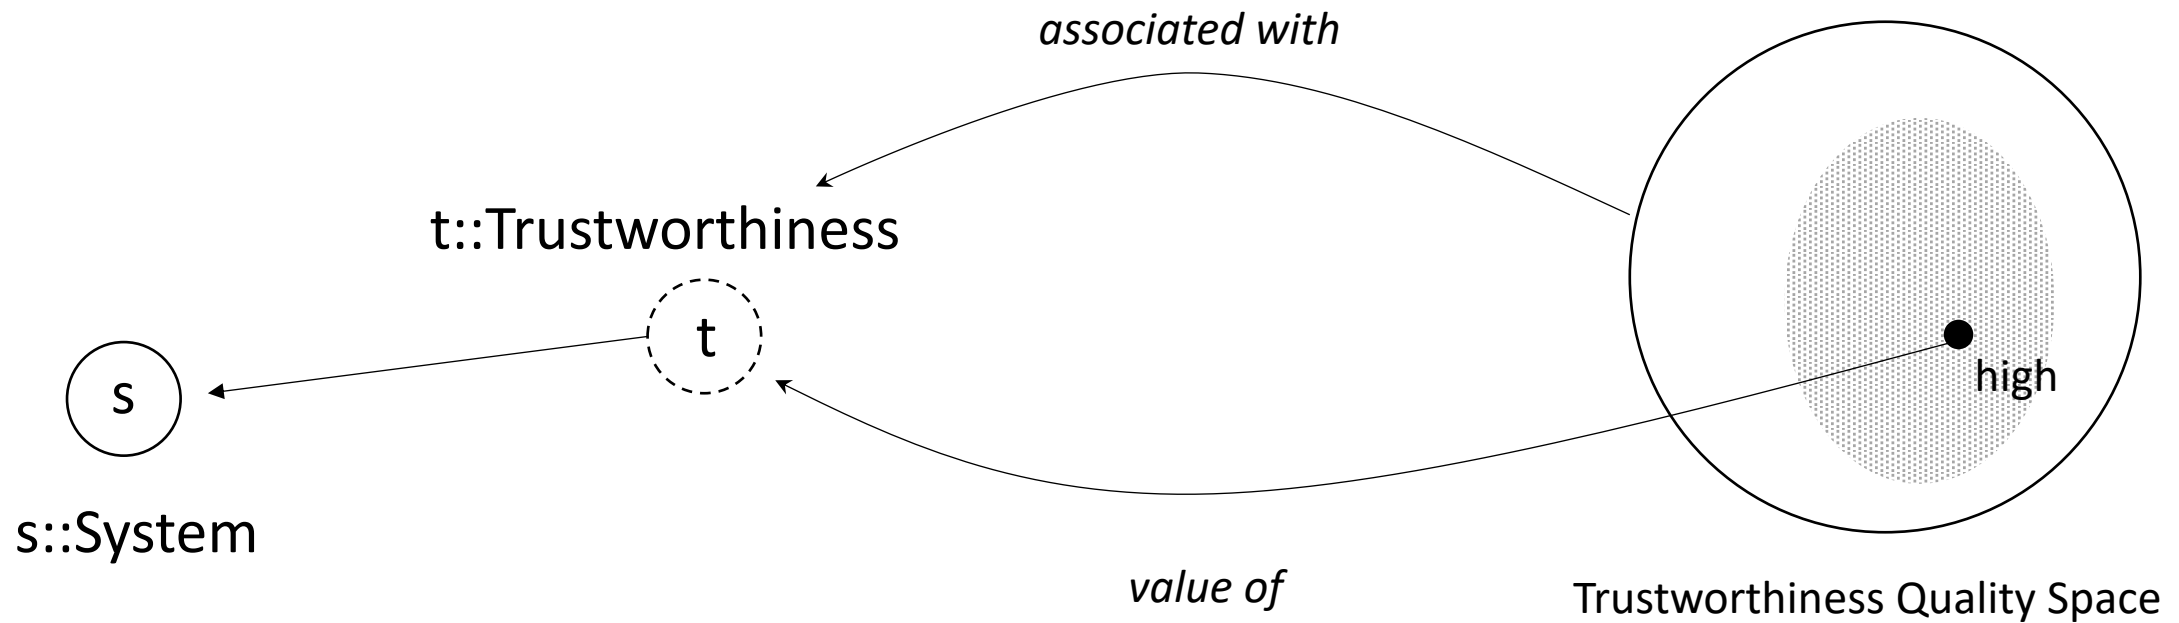 associated with
t::Trustworthiness
t
s
high
s::System
value of
Trustworthiness Quality Space